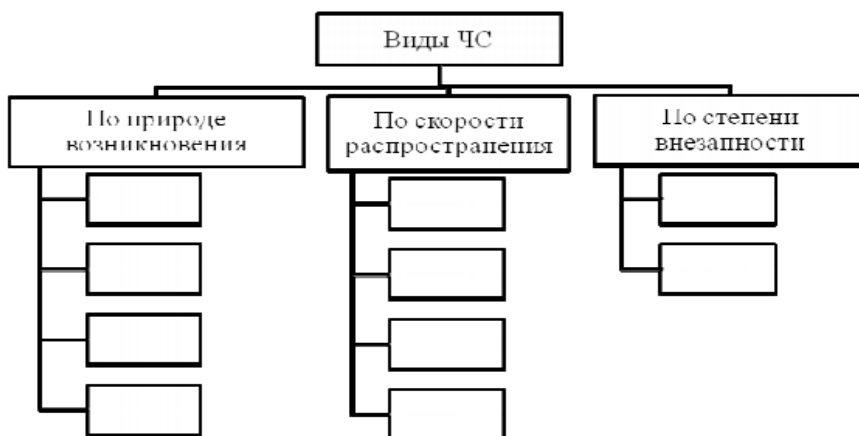 Виды ЧС
По природе
возникновения
По скорости
распространения
По степени
внезапности